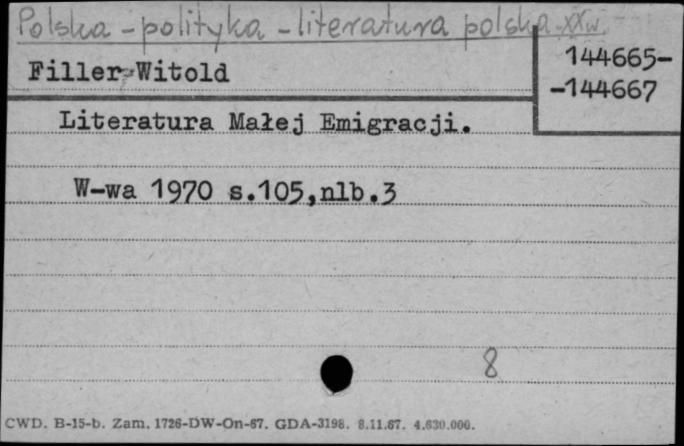 Polska - polityka - literatura polska XX w.
144665-
-144667
Filler Witold
Literatura Małej Emigracji.
W-wa 1970 s.105,nlb.3
8
CWD. B-15-b. Zam. 1726-DW-On-67. GDA-3198. 8.11.67. 4.630.000.